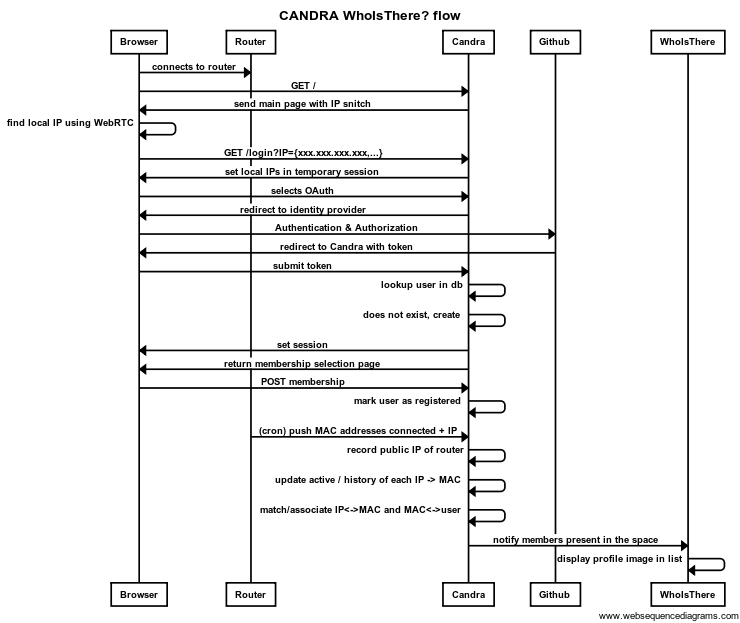 CANDRA WhoIsThere? flow
Browser
Router
Candra
Github
WhoIsThere
connects to router
GET /
send main page with IP snitch
find local IP using WebRTC
GET /login?IP={xxx.xxx.xxx.xxx,...}
set local IPs in temporary session
selects OAuth
redirect to identity provider
Authentication & Authorization
redirect to Candra with token
submit token
lookup user in db
does not exist, create
set session
return membership selection page
POST membership
mark user as registered
(cron) push MAC addresses connected + IP
record public IP of router
update active / history of each IP -> MAC
match/associate IP<->MAC and MAC<->user
notify members present in the space
display profile image in list
Browser
Router
Candra
Github
WhoIsThere
www.websequencediagrams.com